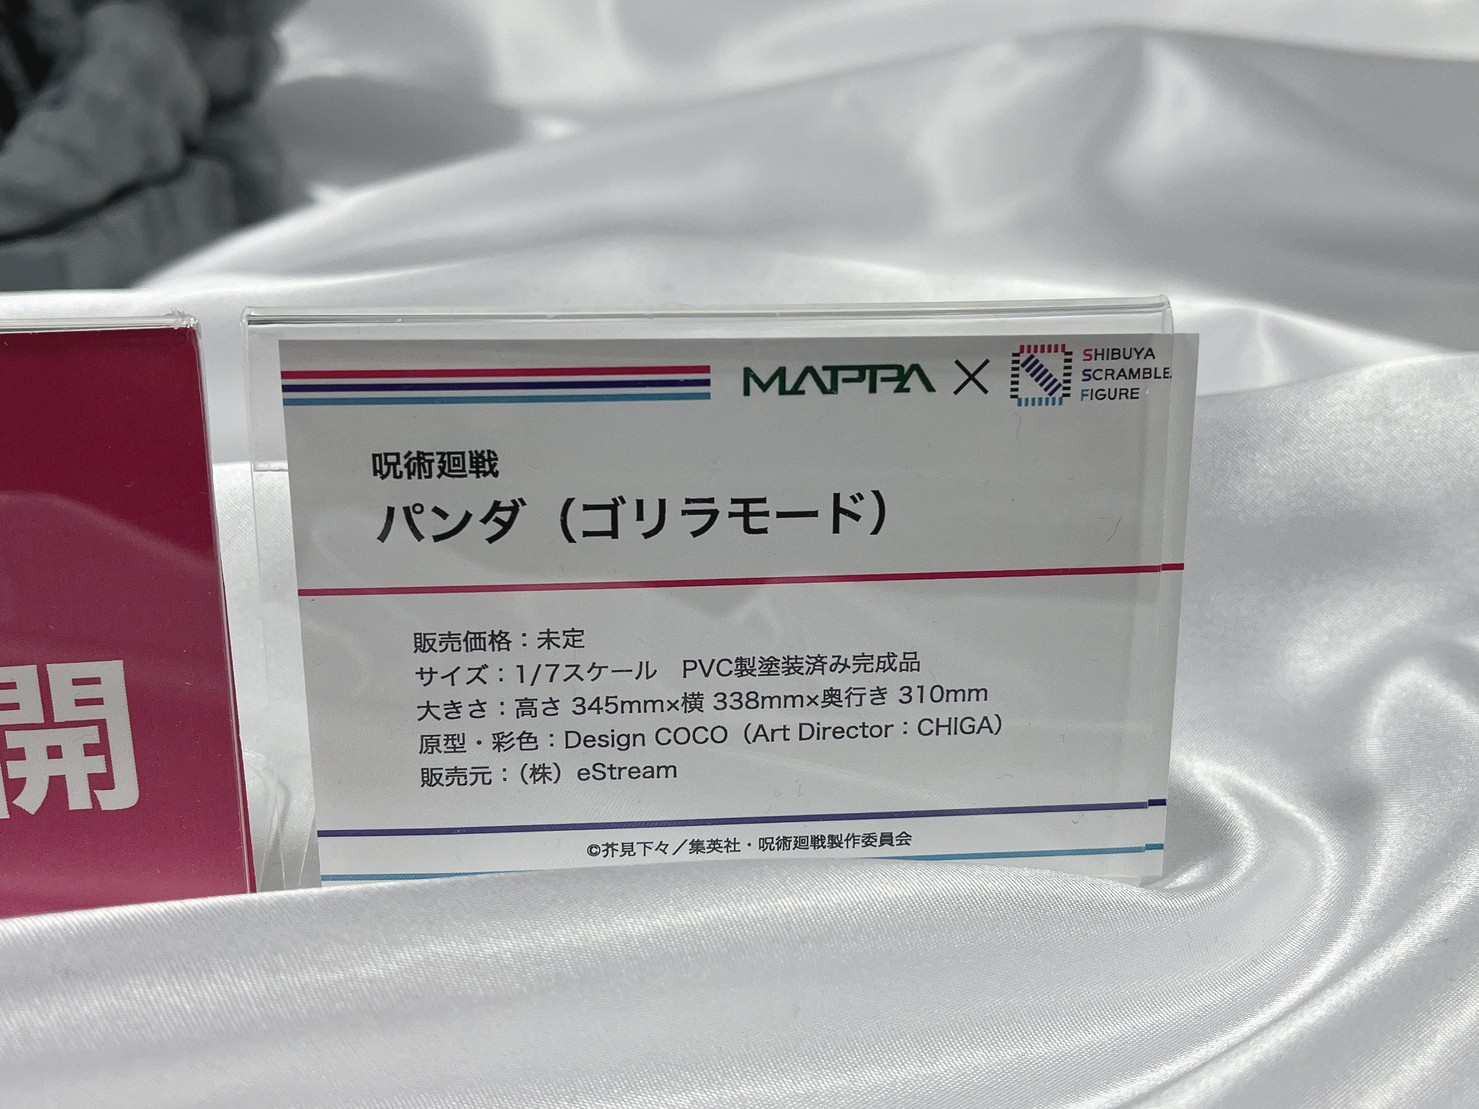 MAPPA × SHIBUYA
SCRAMBLE
FIGURE
呪術廻戦
パンダ（ゴリラモード）
販売価格：未定
サイズ：1/7スケール　PVC製塗装済み完成品
大きさ：高さ 345mm×横 338mm×奥行き 310mm
原型・彩色：Design COCO（Art Director：CHIGA）
販売元：（株）eStream
©芥見下々／集英社・呪術廻戦製作委員会
開